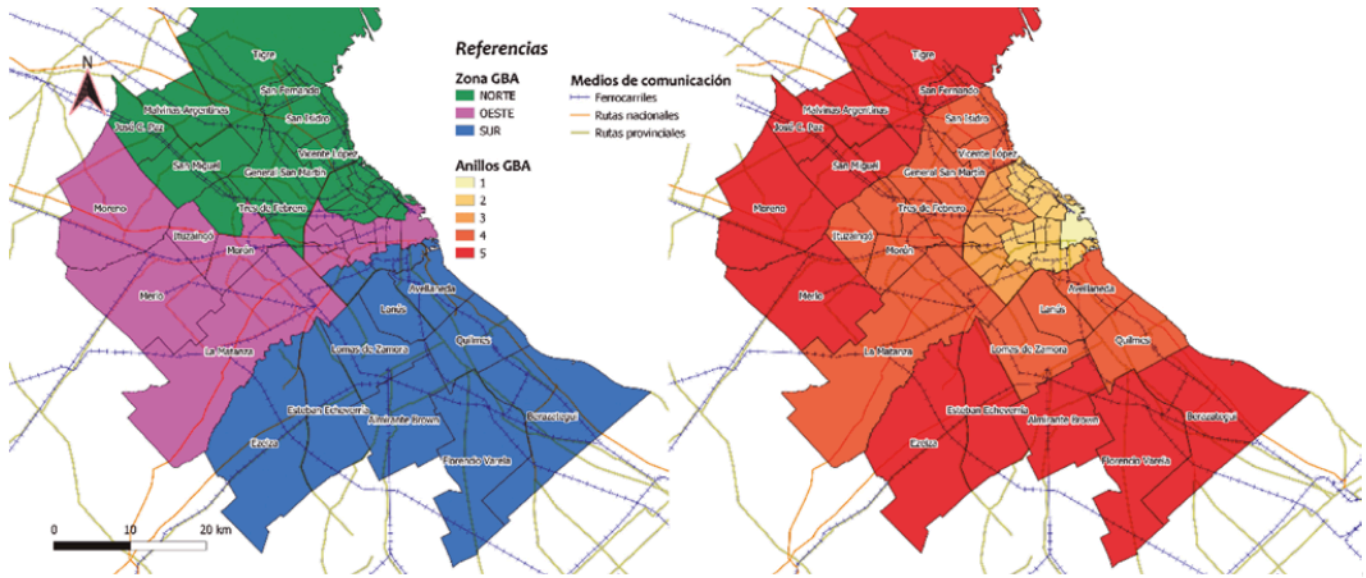 Tigre
N
San Fernando
Malvinas Argentinas
San Isidro
José C. Paz
Vicente López
San Miguel
General San Martín
Moreno
Tres de Febrero
Ituzaingó
Morón
Merlo
Avellaneda
Lanús
Quilmes
La Matanza
Lomas de Zamora
Esteban Echeverría
Almirante Brown
Berazategui
Ezeiza
Florencio Varela
0 10 20 km
Referencias
Zona GBA
NORTE
OESTE
SUR
Anillos GBA
1
2
3
4
5
Medios de comunicación
Ferrocarriles
Rutas nacionales
Rutas provinciales
Tigre
San Fernando
Malvinas Argentinas
San Isidro
José C. Paz
Vicente López
San Miguel
General San Martín
Moreno
Tres de Febrero
Ituzaingó
Morón
Merlo
Avellaneda
Lanús
Quilmes
La Matanza
Lomas de Zamora
Esteban Echeverría
Almirante Brown
Berazategui
Ezeiza
Florencio Varela